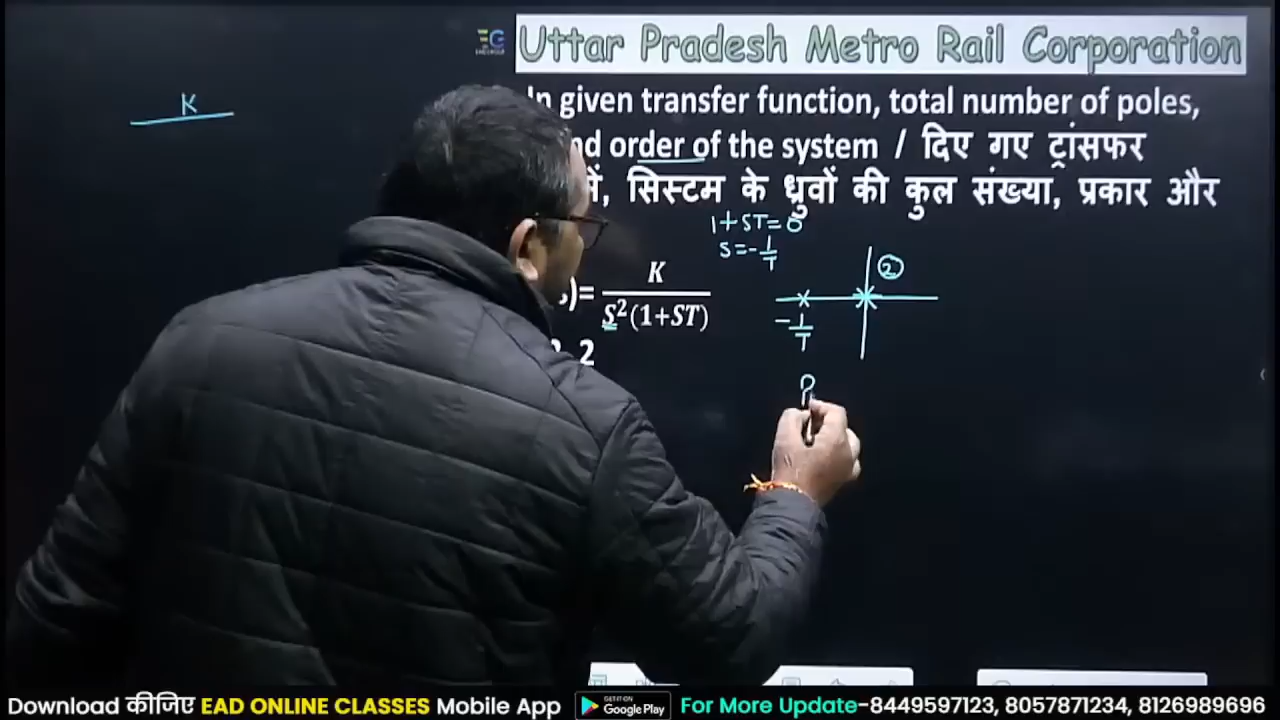 Uttar Pradesh Metro Rail Corporation
In given transfer function, total number of poles,
nd order of the system / दिए गए ट्रांसफर
में, सिस्टम के ध्रुवों की कुल संख्या, प्रकार और
K
1+ST=0
S=-1/T
)=K/S²(1+ST)
②
-1/T
2
P
Download कीजिए EAD ONLINE CLASSES Mobile App
GET IT ON
Google Play
For More Update-8449597123, 8057871234, 8126989696